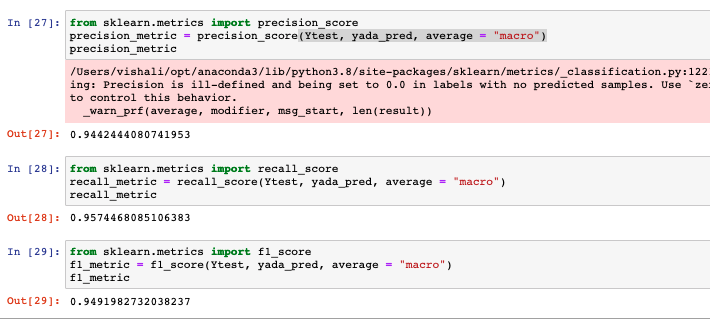 In [27]: from sklearn.metrics import precision_score
precision_metric = precision_score(Ytest, yada_pred, average = "macro")
precision_metric
/Users/vishali/opt/anaconda3/lib/python3.8/site-packages/sklearn/metrics/_classification.py:122
ing: Precision is ill-defined and being set to 0.0 in labels with no predicted samples. Use `ze
to control this behavior.
_warn_prf(average, modifier, msg_start, len(result))
Out[27]: 0.9442444080741953
In [28]: from sklearn.metrics import recall_score
recall_metric = recall_score(Ytest, yada_pred, average = "macro")
recall_metric
Out[28]: 0.9574468085106383
In [29]: from sklearn.metrics import f1_score
f1_metric = f1_score(Ytest, yada_pred, average = "macro")
f1_metric
Out[29]: 0.9491982732038237